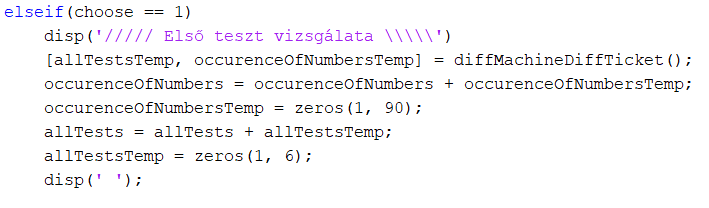 elseif(choose == 1)
disp('///// Első teszt vizsgálata \\\\\')
[allTestsTemp, occurenceOfNumbersTemp] = diffMachineDiffTicket();
occurenceOfNumbers = occurenceOfNumbers + occurenceOfNumbersTemp;
occurenceOfNumbersTemp = zeros(1, 90);
allTests = allTests + allTestsTemp;
allTestsTemp = zeros(1, 6);
disp(' ');